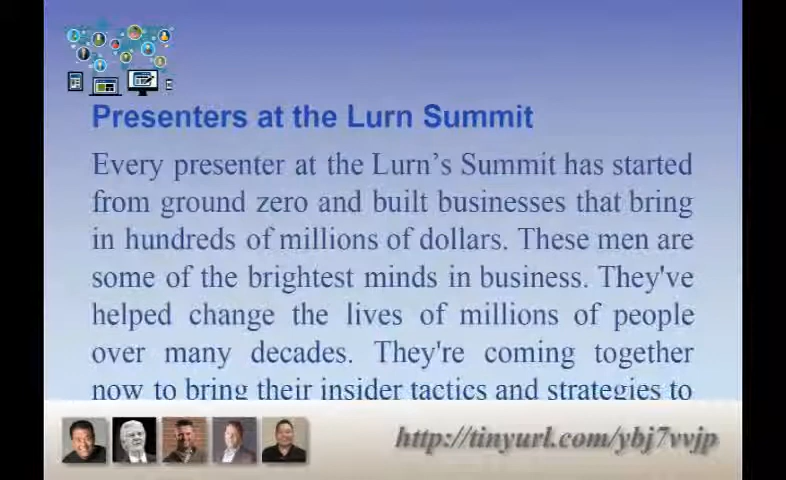 Presenters at the Lurn Summit
Every presenter at the Lurn's Summit has started
from ground zero and built businesses that bring
in hundreds of millions of dollars. These men are
some of the brightest minds in business. They've
helped change the lives of millions of people
over many decades. They're coming together
now to bring their insider tactics and strategies to
http://tinyurl.com/ybj7vvjp